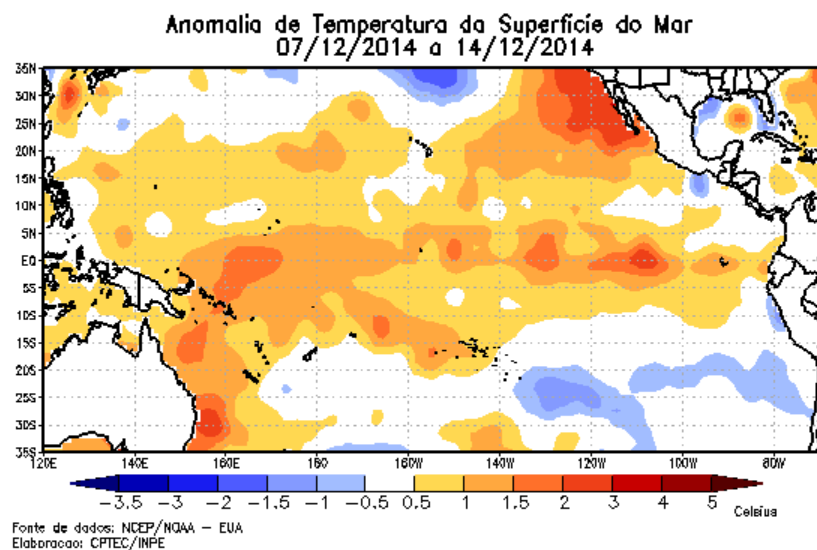 Anomalia de Temperatura da Superfície do Mar
07/12/2014 a 14/12/2014
35N
30N
25N
20N
15N
10N
5N
EQ
5S
10S
15S
20S
25S
30S
35S
120E 140E 160E 180 160W 140W 120W 100W 80W
-3.5 -3 -2 -1.5 -1 -0.5 0.5 1 1.5 2 3 4 5 Celsius
Fonte de dados: NCEP/NOAA - EUA
Elaboracao: CPTEC/INPE